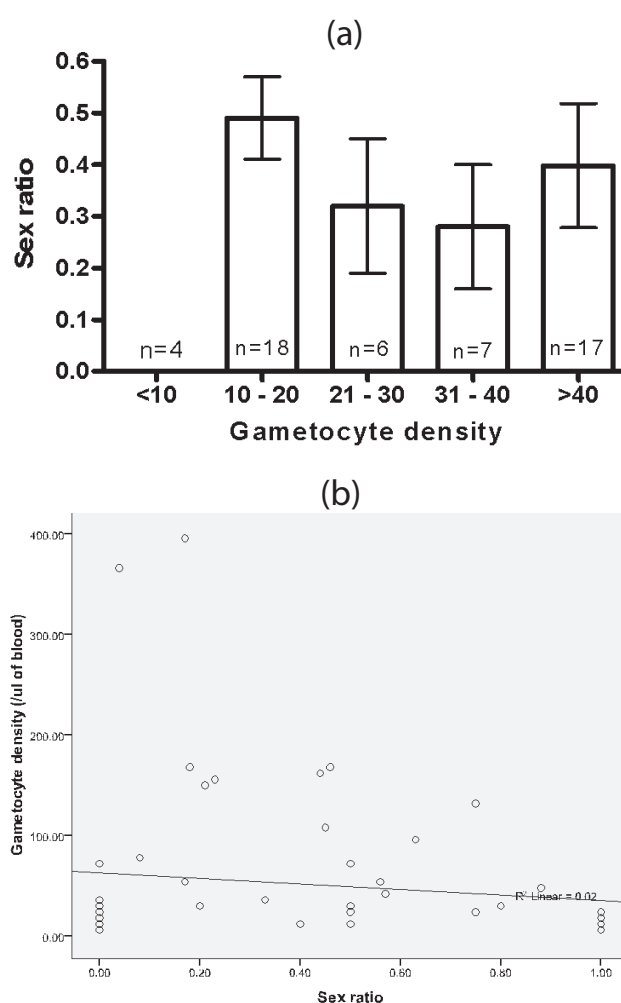 (a)
Sex ratio
0.6
0.5
0.4
0.3
0.2
0.1
0.0
n=4
n=18
n=6
n=7
n=17
<10
10 - 20
21 - 30
31 - 40
>40
Gametocyte density
(b)
Gametocyte density (/ul of blood)
400.00
300.00
200.00
100.00
0.00
R² Linear = 0.02
0.00
0.20
0.40
0.60
0.80
1.00
Sex ratio